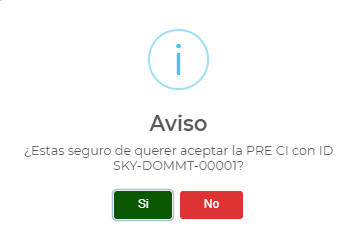 i
Aviso
¿Estas seguro de querer aceptar la PRE CI con ID
SKY-DOMMT-00001?
Si
No